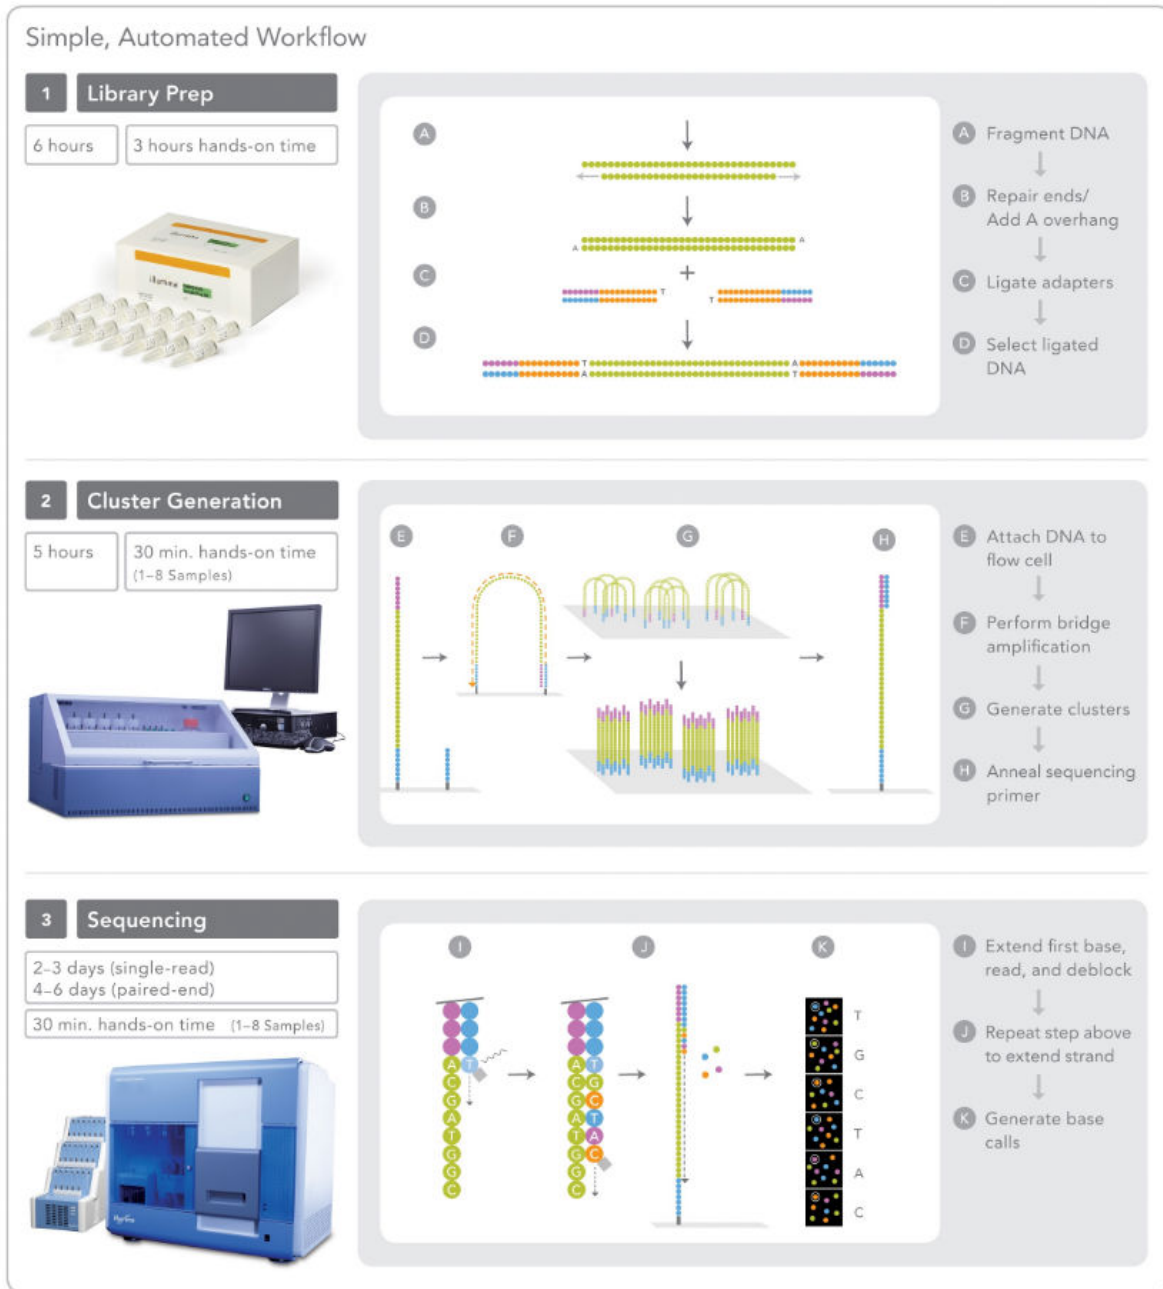 Simple, Automated Workflow
1 Library Prep
6 hours
3 hours hands-on time
illumina
A
B
C
D
A
A
T
T
T
A
A
T
A Fragment DNA
B Repair ends/
Add A overhang
C Ligate adapters
D Select ligated
DNA
2 Cluster Generation
5 hours
30 min. hands-on time
(1–8 Samples)
E
F
G
H
E Attach DNA to
flow cell
F Perform bridge
amplification
G Generate clusters
H Anneal sequencing
primer
3 Sequencing
2–3 days (single-read)
4–6 days (paired-end)
30 min. hands-on time (1–8 Samples)
I
J
K
A T
C
G
A
T
G
G
C
A T
C G
G C
A T
T A
G C
G
C
T
G
C
T
A
C
I Extend first base,
read, and deblock
J Repeat step above
to extend strand
K Generate base
calls